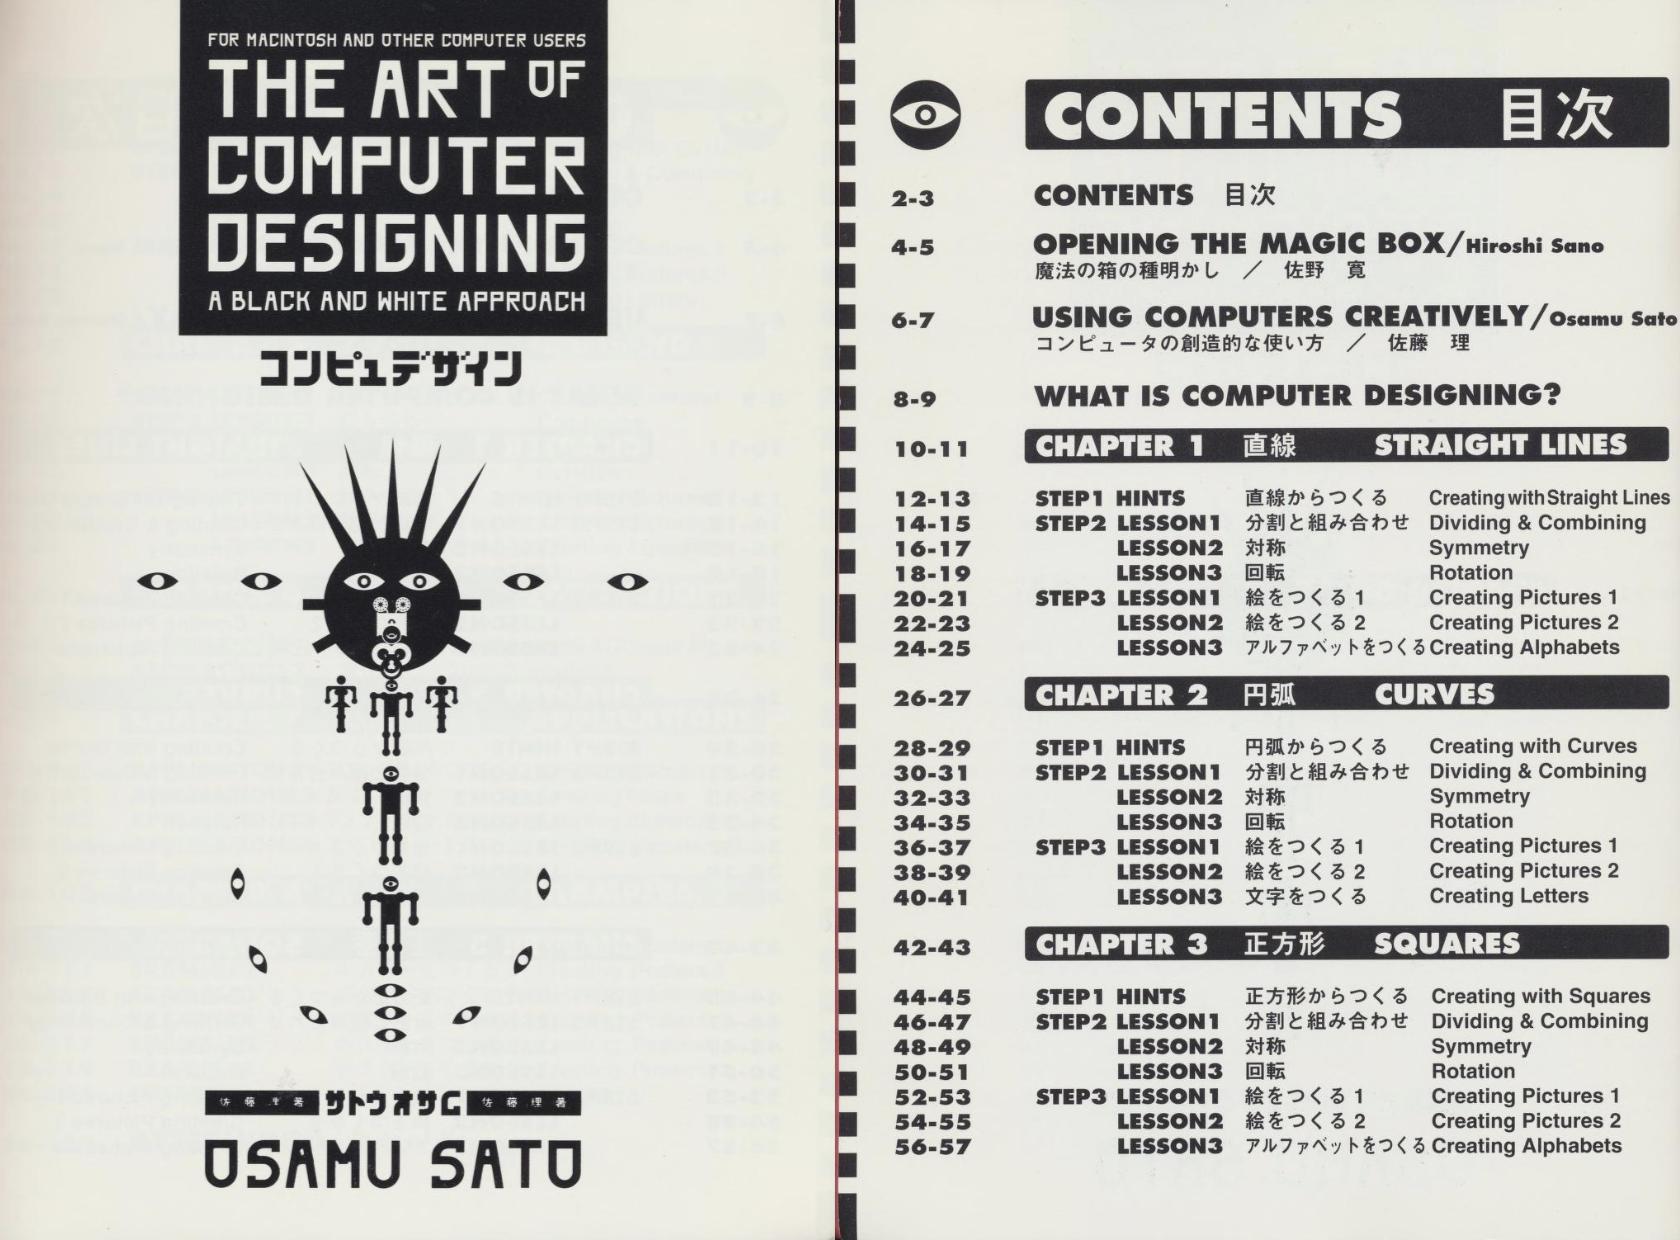 FOR MACINTOSH AND OTHER COMPUTER USERS
THE ART OF
COMPUTER
DESIGNING
A BLACK AND WHITE APPROACH
コンピュデザイン
佐藤理著 サトウオサム 佐藤理著
OSAMU SATO
CONTENTS 目次
2-3 CONTENTS 目次
4-5 OPENING THE MAGIC BOX/Hiroshi Sano
魔法の箱の種明かし ／ 佐野 寛
6-7 USING COMPUTERS CREATIVELY/Osamu Sato
コンピュータの創造的な使い方 ／ 佐藤 理
8-9 WHAT IS COMPUTER DESIGNING?
10-11 CHAPTER 1 直線 STRAIGHT LINES
12-13 STEP1 HINTS 直線からつくる Creating with Straight Lines
14-15 STEP2 LESSON1 分割と組み合わせ Dividing & Combining
16-17 LESSON2 対称 Symmetry
18-19 LESSON3 回転 Rotation
20-21 STEP3 LESSON1 絵をつくる 1 Creating Pictures 1
22-23 LESSON2 絵をつくる 2 Creating Pictures 2
24-25 LESSON3 アルファベットをつくる Creating Alphabets
26-27 CHAPTER 2 円弧 CURVES
28-29 STEP1 HINTS 円弧からつくる Creating with Curves
30-31 STEP2 LESSON1 分割と組み合わせ Dividing & Combining
32-33 LESSON2 対称 Symmetry
34-35 LESSON3 回転 Rotation
36-37 STEP3 LESSON1 絵をつくる 1 Creating Pictures 1
38-39 LESSON2 絵をつくる 2 Creating Pictures 2
40-41 LESSON3 文字をつくる Creating Letters
42-43 CHAPTER 3 正方形 SQUARES
44-45 STEP1 HINTS 正方形からつくる Creating with Squares
46-47 STEP2 LESSON1 分割と組み合わせ Dividing & Combining
48-49 LESSON2 対称 Symmetry
50-51 LESSON3 回転 Rotation
52-53 STEP3 LESSON1 絵をつくる 1 Creating Pictures 1
54-55 LESSON2 絵をつくる 2 Creating Pictures 2
56-57 LESSON3 アルファベットをつくる Creating Alphabets